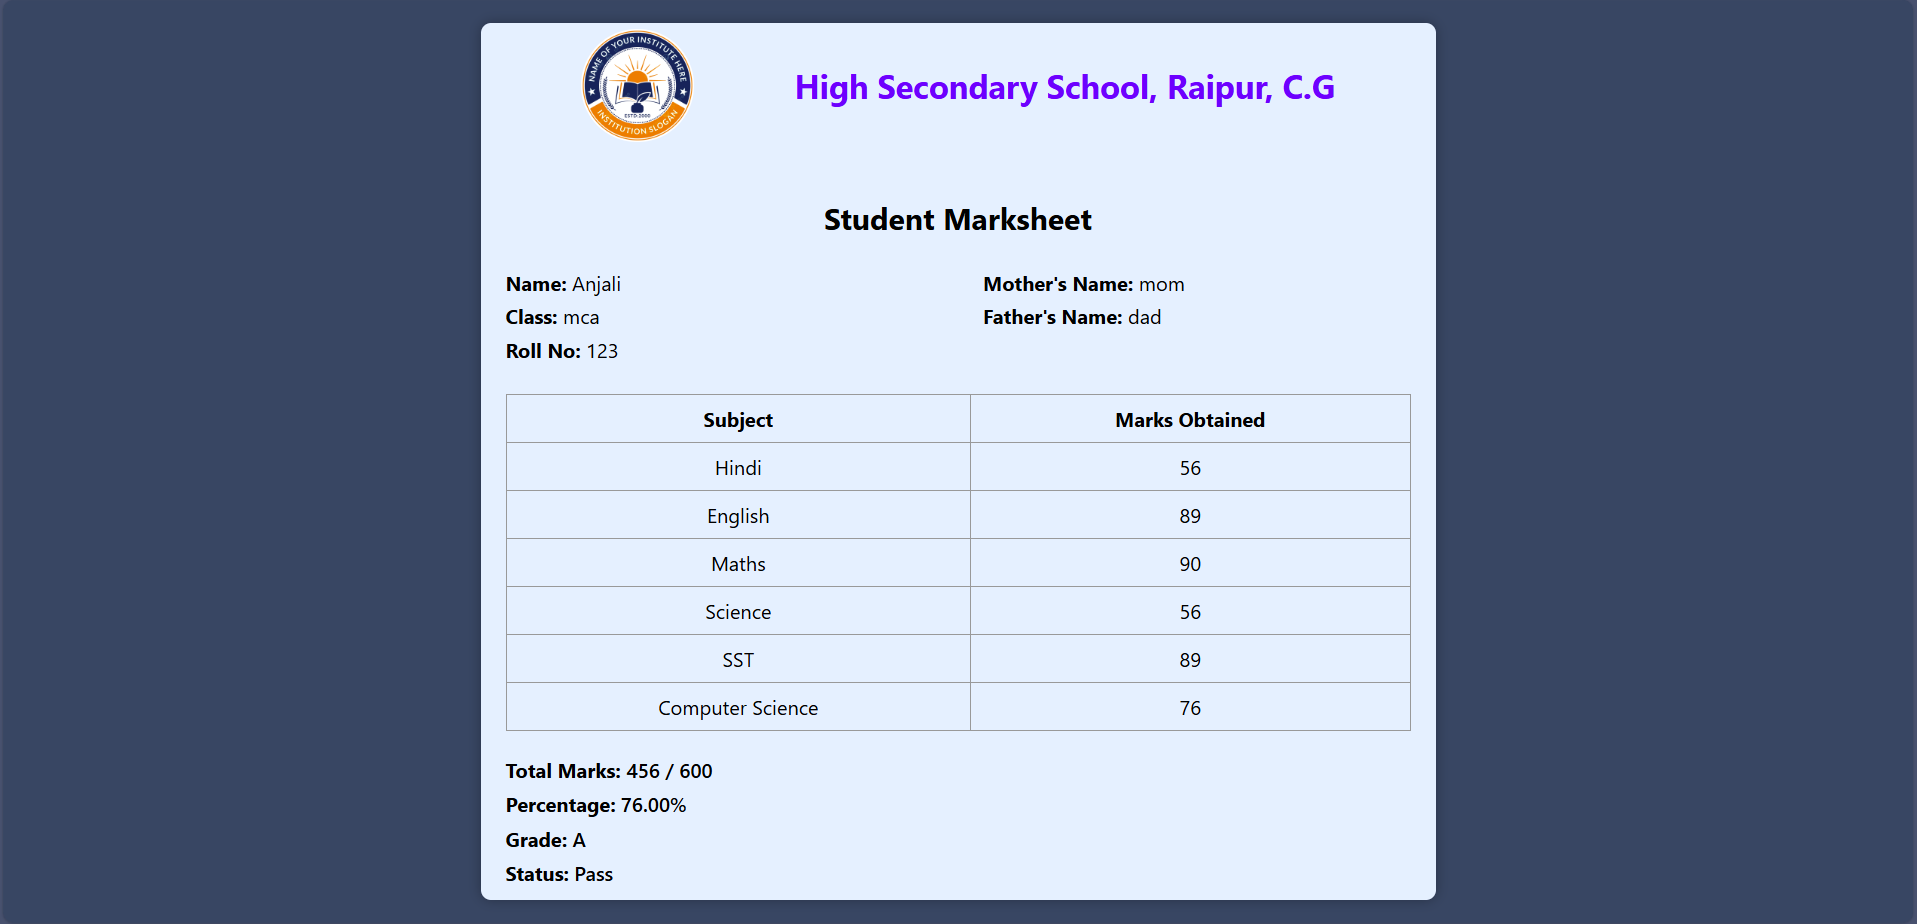 NAME OF YOUR INSTITUTE HERE
ESTD:2000
INSTITUTION SLOGAN
High Secondary School, Raipur, C.G
Student Marksheet
Name: Anjali
Mother's Name: mom
Class: mca
Father's Name: dad
Roll No: 123
Subject Marks Obtained
Hindi 56
English 89
Maths 90
Science 56
SST 89
Computer Science 76
Total Marks: 456 / 600
Percentage: 76.00%
Grade: A
Status: Pass